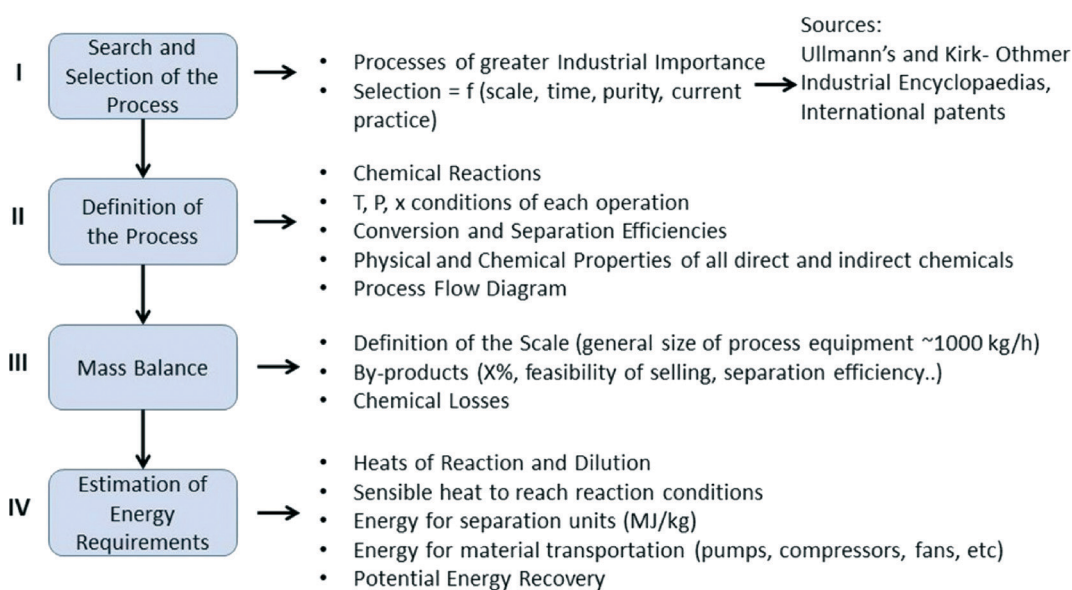 I
Search and
Selection of the
Process
• Processes of greater Industrial Importance
• Selection = f (scale, time, purity, current
practice)
Sources:
Ullmann’s and Kirk- Othmer
Industrial Encyclopaedias,
International patents
II
Definition of
the Process
• Chemical Reactions
• T, P, x conditions of each operation
• Conversion and Separation Efficiencies
• Physical and Chemical Properties of all direct and indirect chemicals
• Process Flow Diagram
III
Mass Balance
• Definition of the Scale (general size of process equipment ~1000 kg/h)
• By-products (X%, feasibility of selling, separation efficiency..)
• Chemical Losses
IV
Estimation of
Energy
Requirements
• Heats of Reaction and Dilution
• Sensible heat to reach reaction conditions
• Energy for separation units (MJ/kg)
• Energy for material transportation (pumps, compressors, fans, etc)
• Potential Energy Recovery